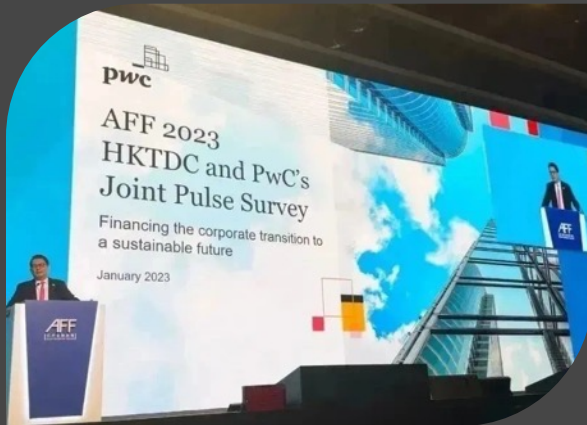 pwc
AFF 2023
HKTDC and PwC's
Joint Pulse Survey
Financing the corporate transition to
a sustainable future
January 2023
AFF
AFF